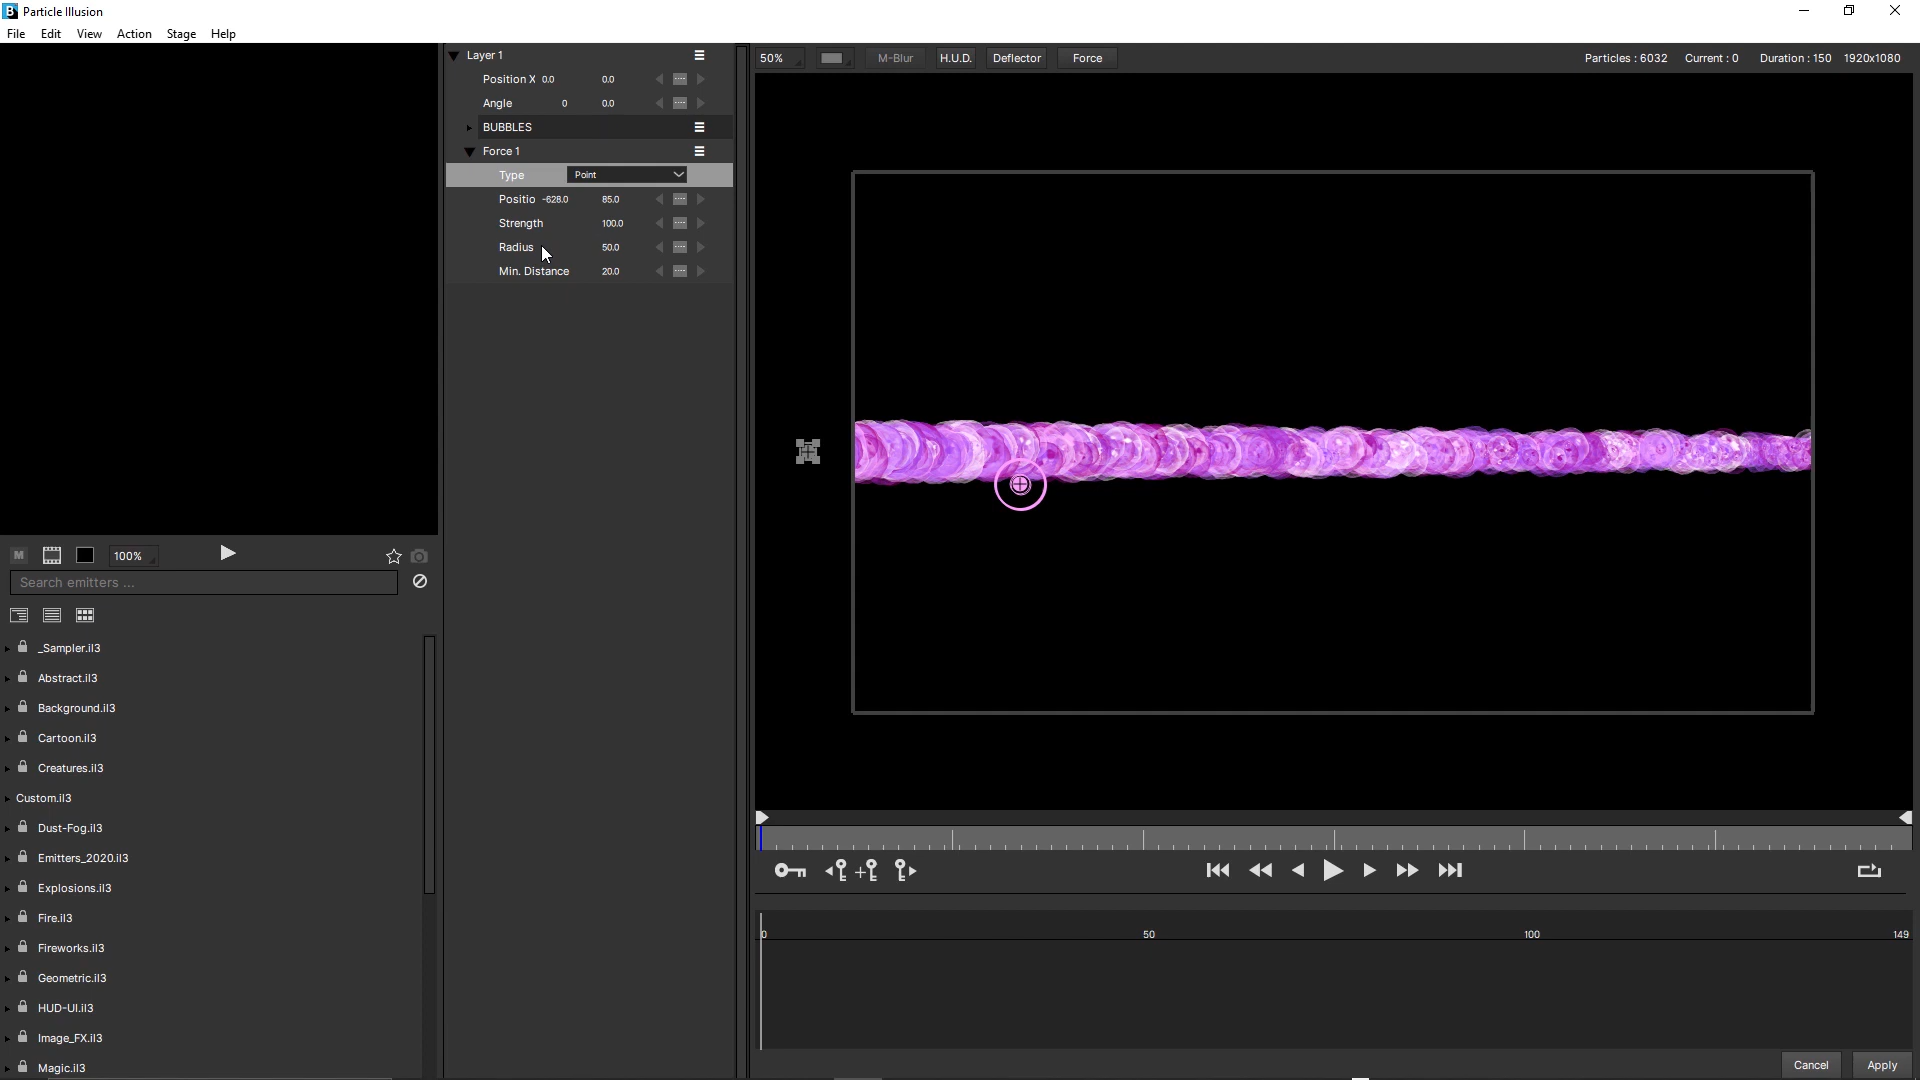 B Particle Illusion
File Edit View Action Stage Help
Layer 1
Position X 0.0 0.0
Angle 0 0.0
BUBBLES
Force 1
Type Point
Positio -628.0 85.0
Strength 100.0
Radius 50.0
Min. Distance 20.0
50% M-Blur H.U.D. Deflector Force Particles : 6032 Current : 0 Duration : 150 1920x1080
M 100%
Search emitters ...
_Sampler.il3
Abstract.il3
Background.il3
Cartoon.il3
Creatures.il3
Custom.il3
Dust-Fog.il3
Emitters_2020.il3
Explosions.il3
Fire.il3
Fireworks.il3
Geometric.il3
HUD-UI.il3
Image_FX.il3
Magic.il3
0 50 100 149
Cancel Apply